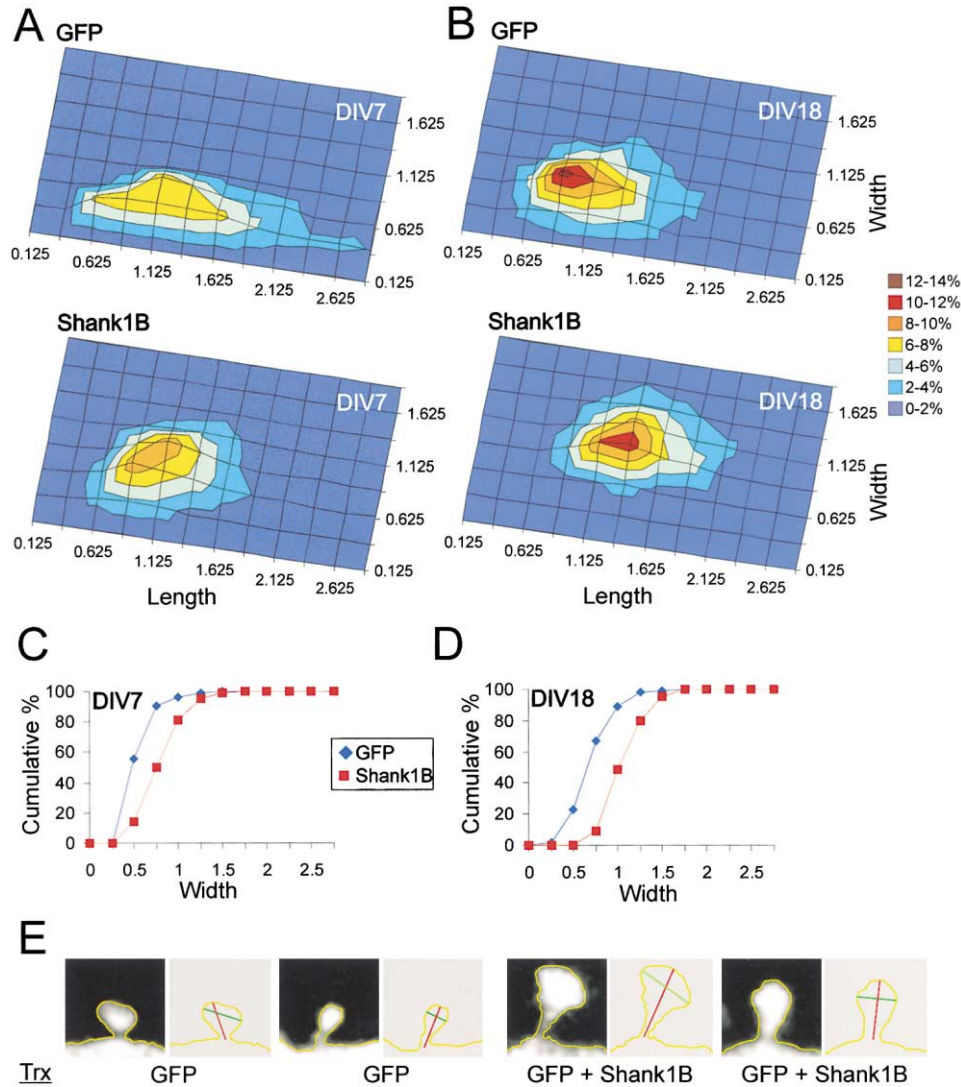 A
GFP
DIV7
1.625
1.125
0.625
0.125
0.125
0.625
1.125
1.625
2.125
2.625
B
GFP
DIV18
1.625
1.125
0.625
0.125
Width
0.125
0.625
1.125
1.625
2.125
2.625
12-14%
10-12%
8-10%
6-8%
4-6%
2-4%
0-2%
Shank1B
DIV7
1.625
1.125
0.625
0.125
0.125
0.625
1.125
1.625
2.125
2.625
Length
Shank1B
DIV18
1.625
1.125
0.625
0.125
Width
0.125
0.625
1.125
1.625
2.125
2.625
Length
C
DIV7
Cumulative %
100
80
60
40
20
0
0 0.5 1 1.5 2 2.5
Width
GFP
Shank1B
D
DIV18
Cumulative %
100
80
60
40
20
0
0 0.5 1 1.5 2 2.5
Width
E
Trx GFP GFP GFP + Shank1B GFP + Shank1B